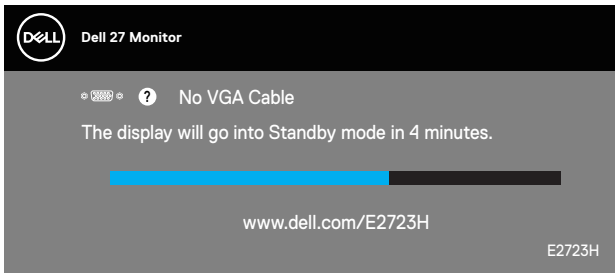 DELL
Dell 27 Monitor
? No VGA Cable
The display will go into Standby mode in 4 minutes.
www.dell.com/E2723H
E2723H